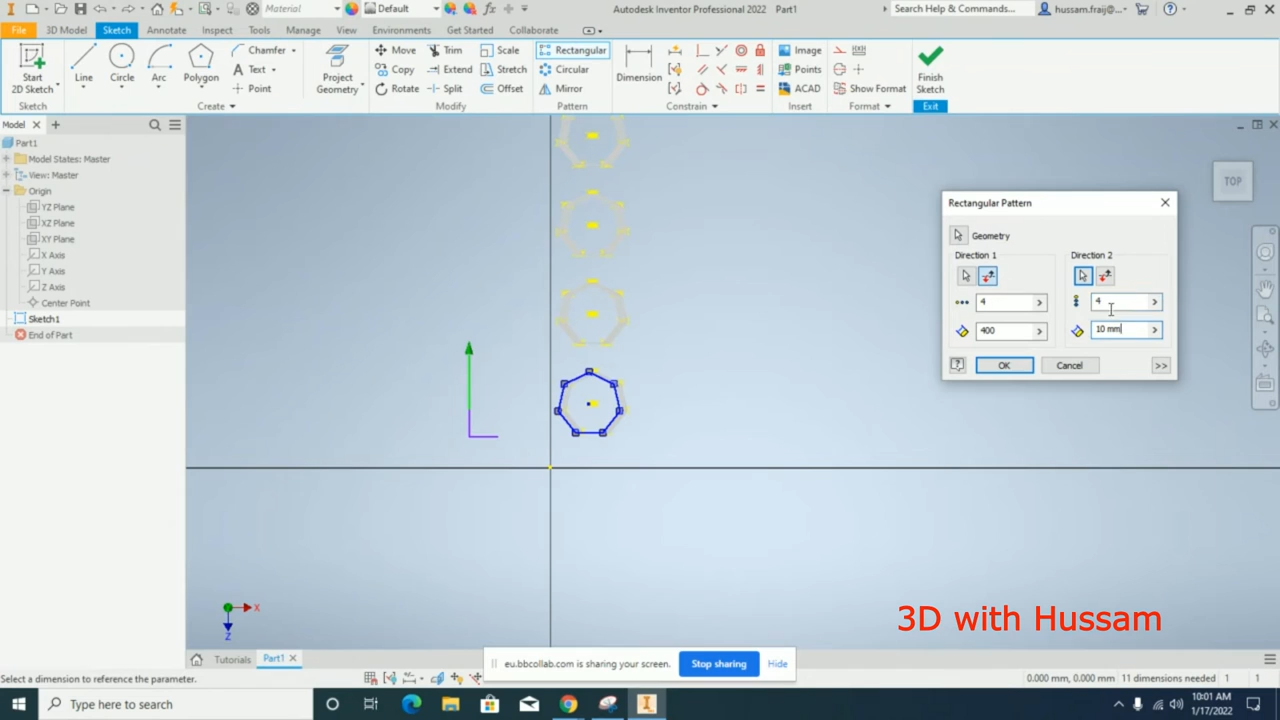 Material
Default
Autodesk Inventor Professional 2022 Part1
Search Help & Commands...
hussam.fraij@...
File
3D Model
Sketch
Annotate
Inspect
Tools
Manage
View
Environments
Get Started
Collaborate
Start
2D Sketch
Line
Circle
Arc
Polygon
Chamfer
Text
Point
Project
Geometry
Move
Copy
Rotate
Trim
Extend
Split
Scale
Stretch
Offset
Rectangular
Circular
Mirror
Dimension
Image
Points
ACAD
Show Format
Finish
Sketch
Sketch
Create
Modify
Pattern
Constrain
Insert
Format
Exit
Model
Part1
Model States: Master
View: Master
Origin
YZ Plane
XZ Plane
XY Plane
X Axis
Y Axis
Z Axis
Center Point
Sketch1
End of Part
TOP
Rectangular Pattern
Geometry
Direction 1
Direction 2
4
4
400
10 mm
OK
Cancel
>>
X
Z
3D with Hussam
Tutorials
Part1
eu.bbcollab.com is sharing your screen.
Stop sharing
Hide
Select a dimension to reference the parameter.
0.000 mm, 0.000 mm
11 dimensions needed
1
1
Type here to search
10:01 AM
1/17/2022